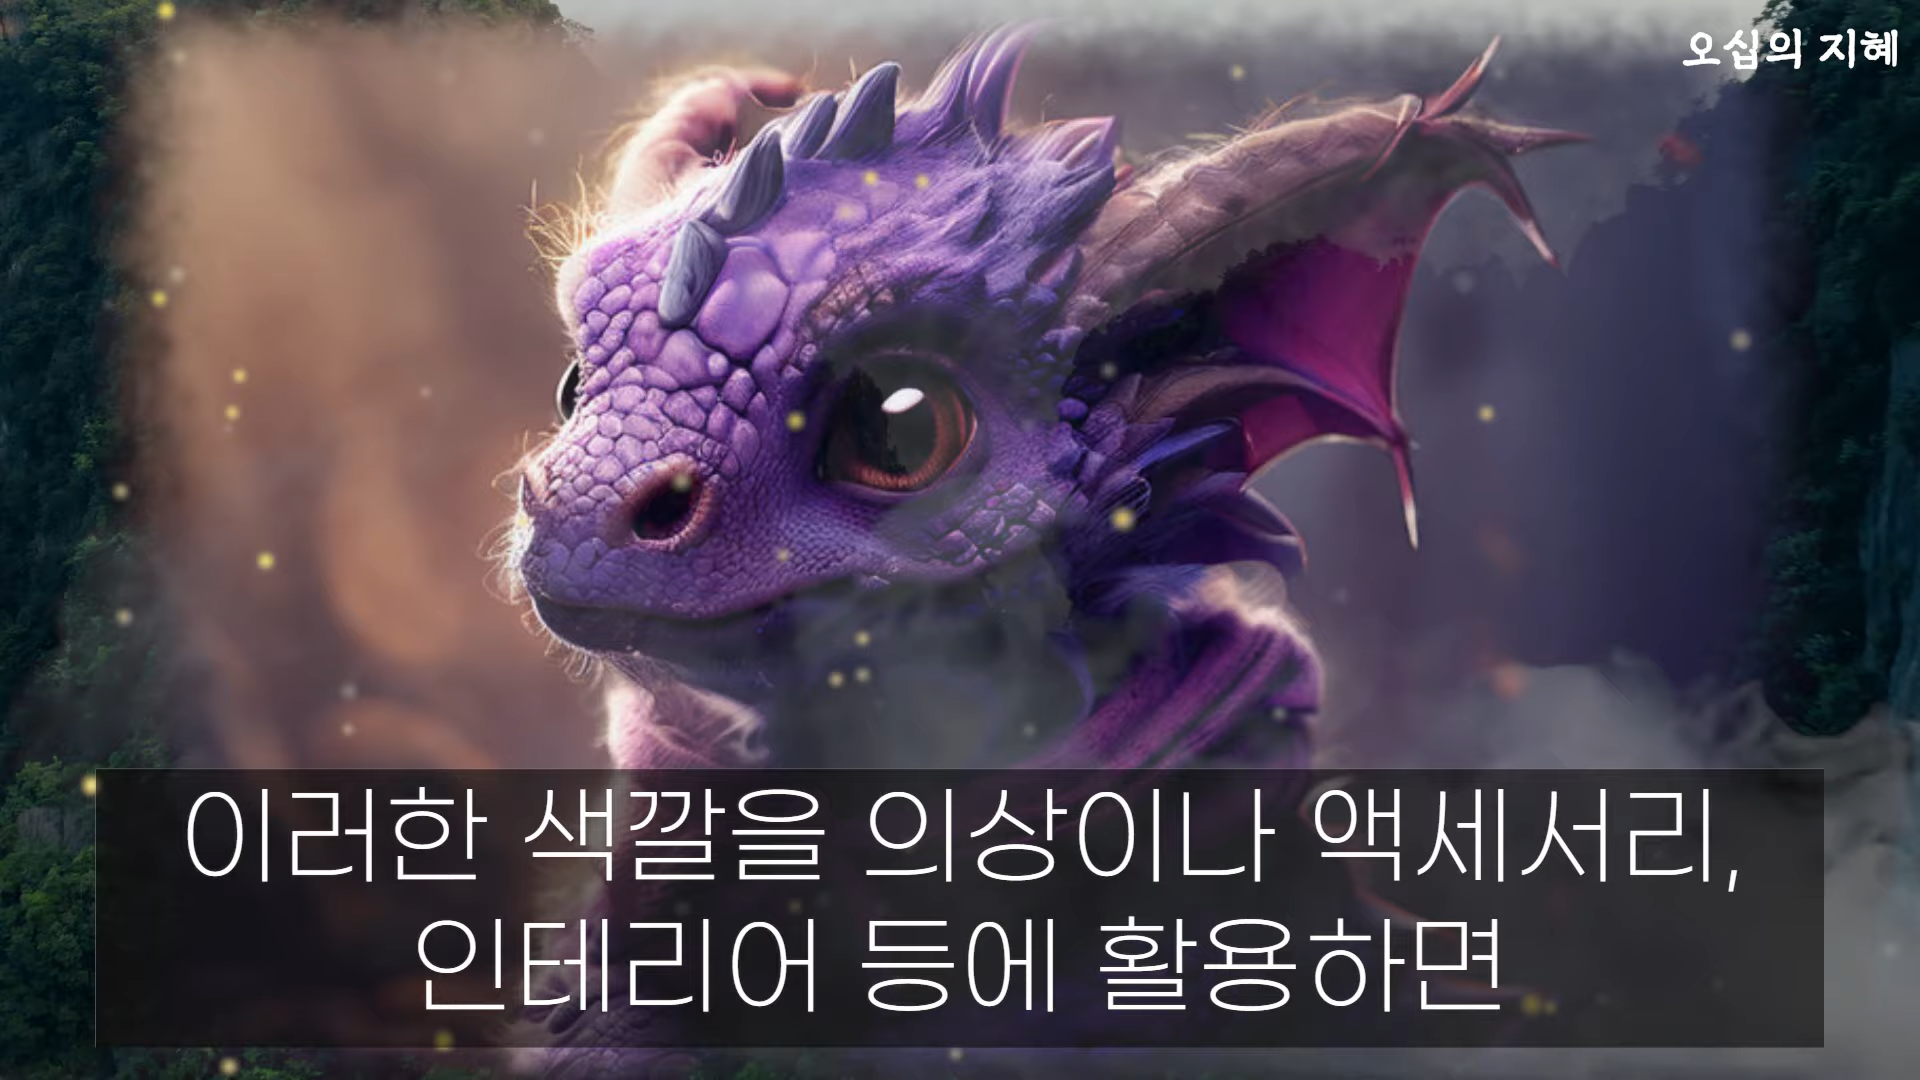 오십의 지혜
이러한 색깔을 의상이나 액세서리,
인테리어 등에 활용하면